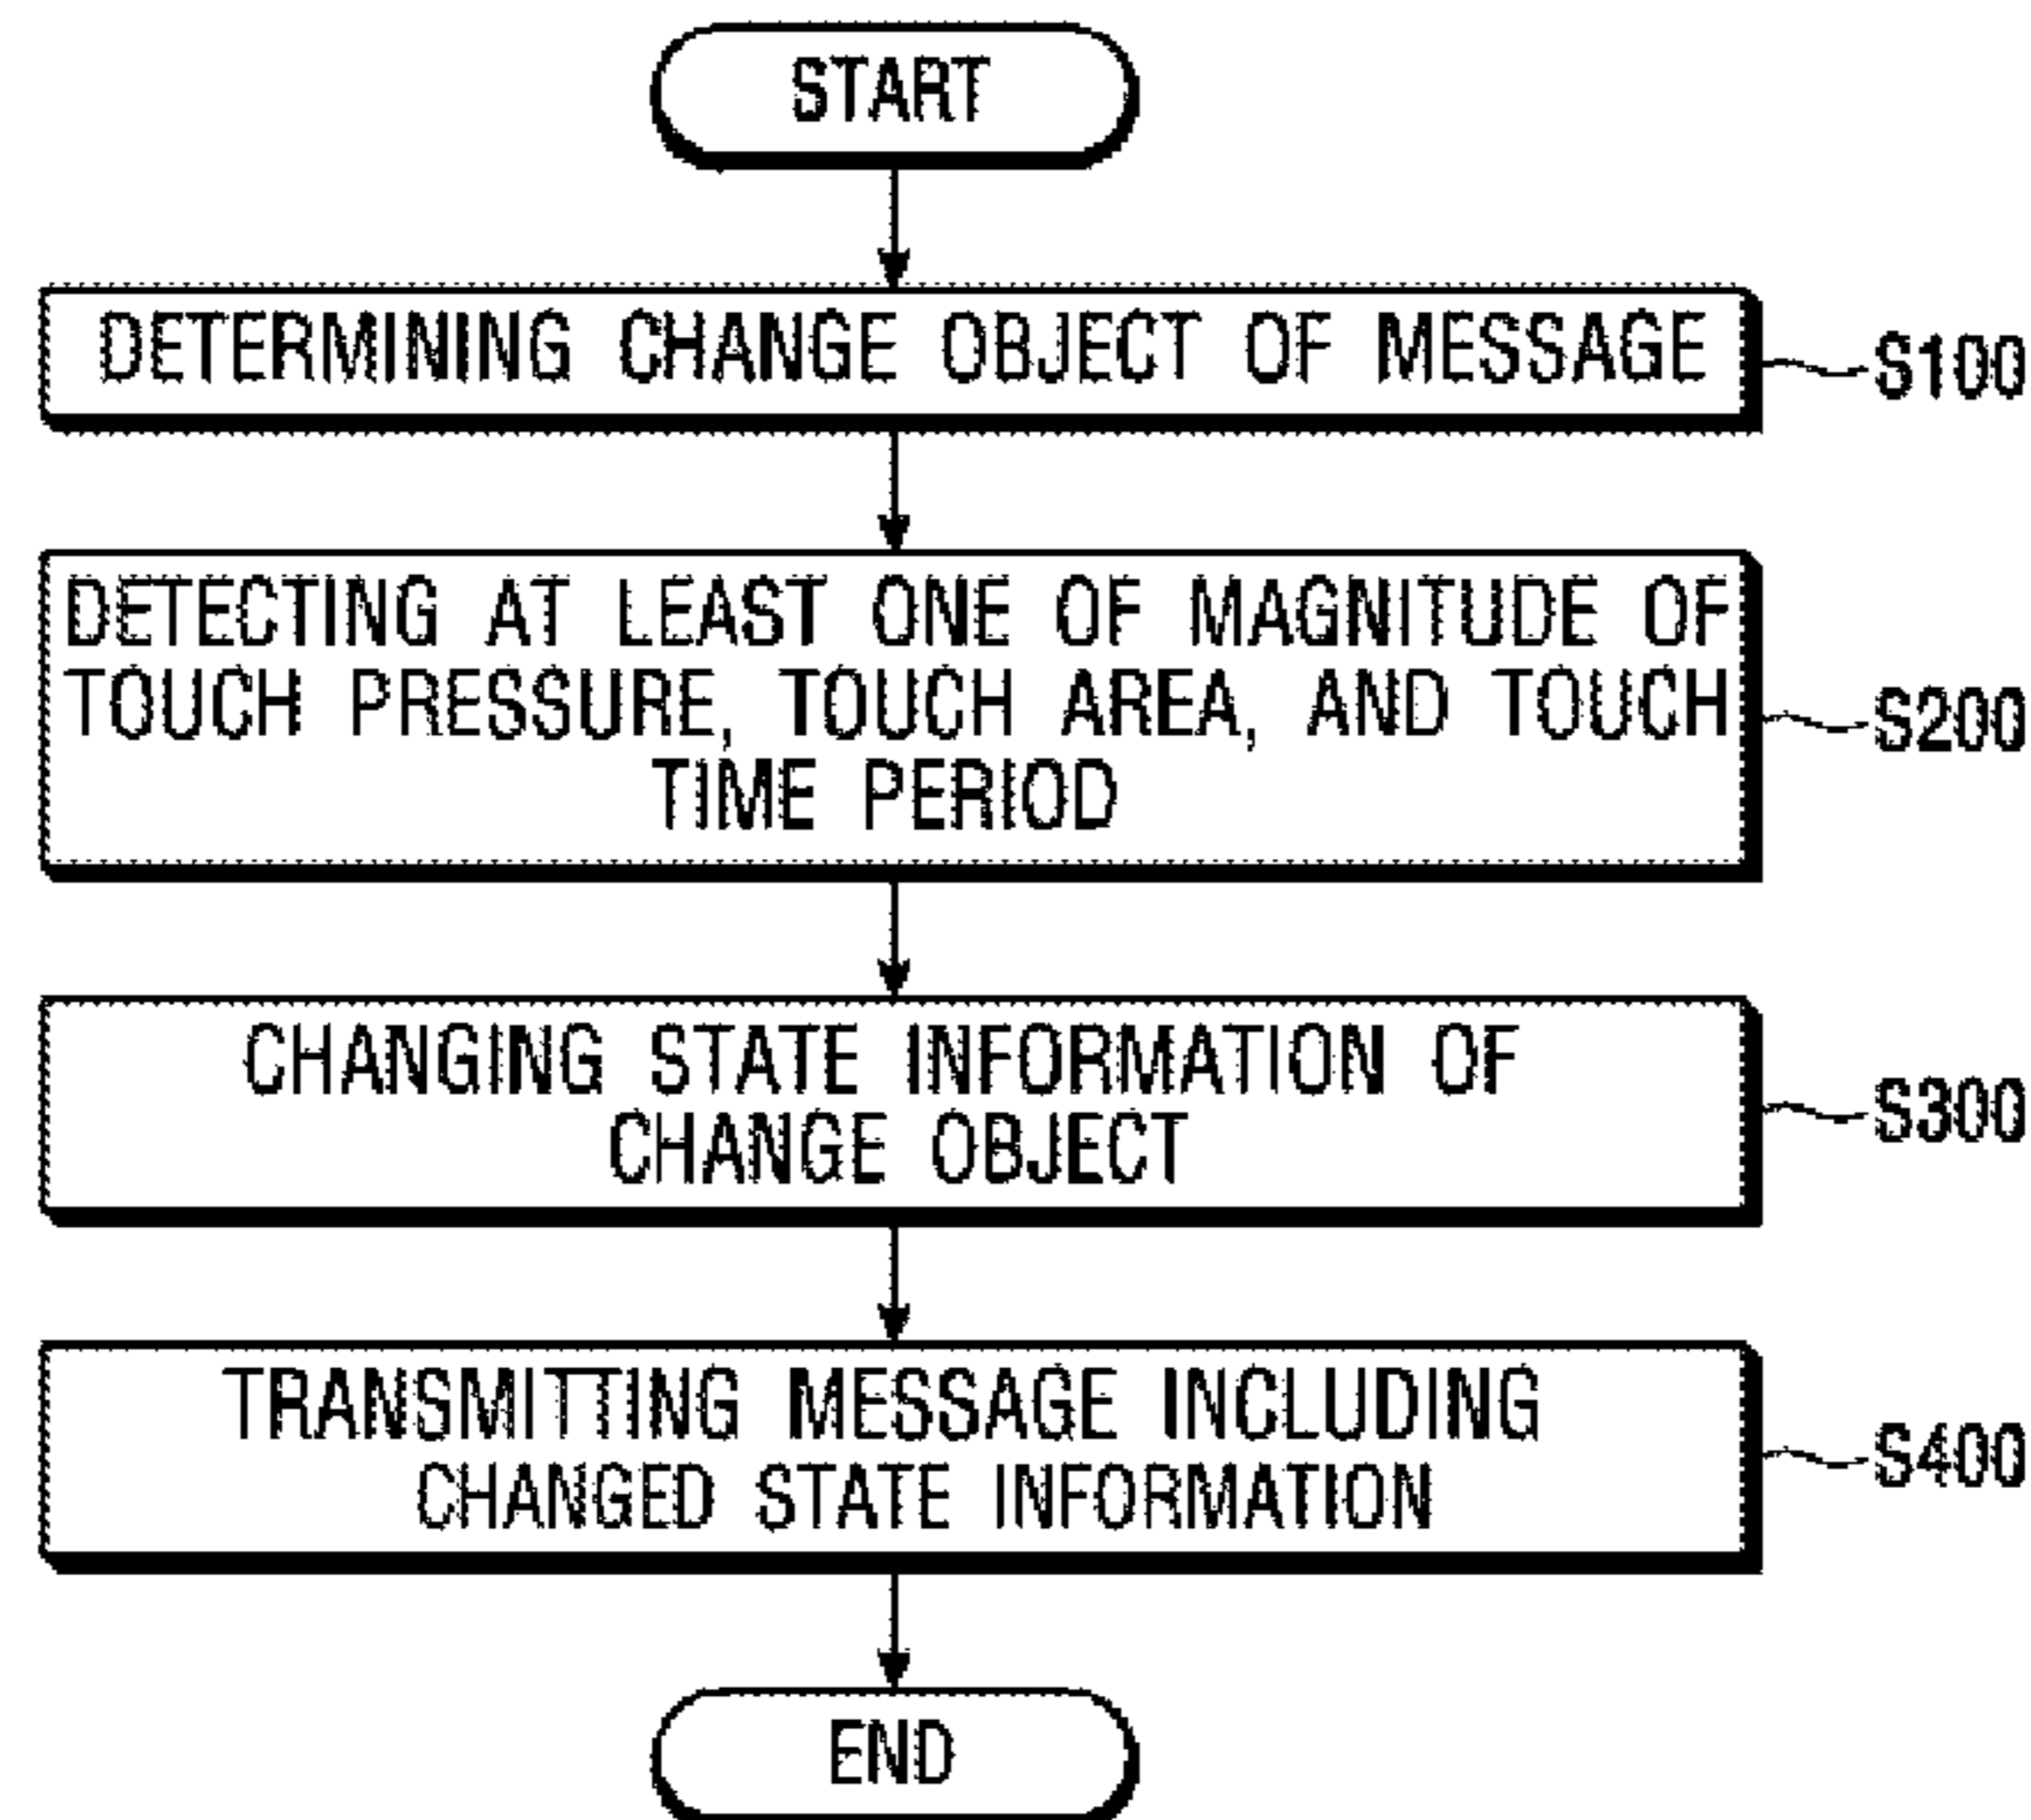 START
DETERMINING CHANGE OBJECT OF MESSAGE
S100
DETECTING AT LEAST ONE OF MAGNITUDE OF
TOUCH PRESSURE, TOUCH AREA, AND TOUCH
TIME PERIOD
S200
CHANGING STATE INFORMATION OF
CHANGE OBJECT
S300
TRANSMITTING MESSAGE INCLUDING
CHANGED STATE INFORMATION
S400
END